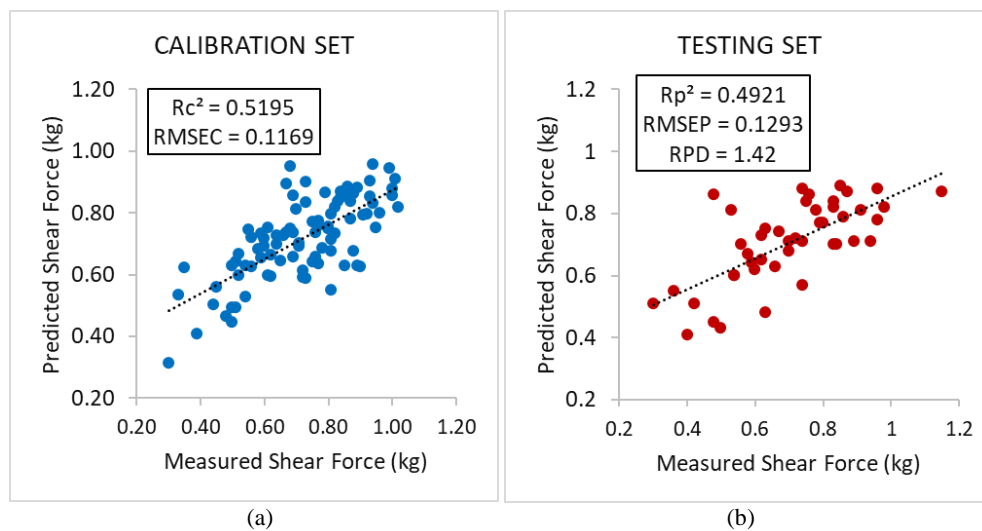 CALIBRATION SET
Rc² = 0.5195
RMSEC = 0.1169
Predicted Shear Force (kg)
1.20
1.00
0.80
0.60
0.40
0.20
0.20 0.40 0.60 0.80 1.00 1.20
Measured Shear Force (kg)
(a)
TESTING SET
Rp² = 0.4921
RMSEP = 0.1293
RPD = 1.42
Predicted Shear Force (kg)
1.2
1
0.8
0.6
0.4
0.2
0.2 0.4 0.6 0.8 1 1.2
Measured Shear Force (kg)
(b)